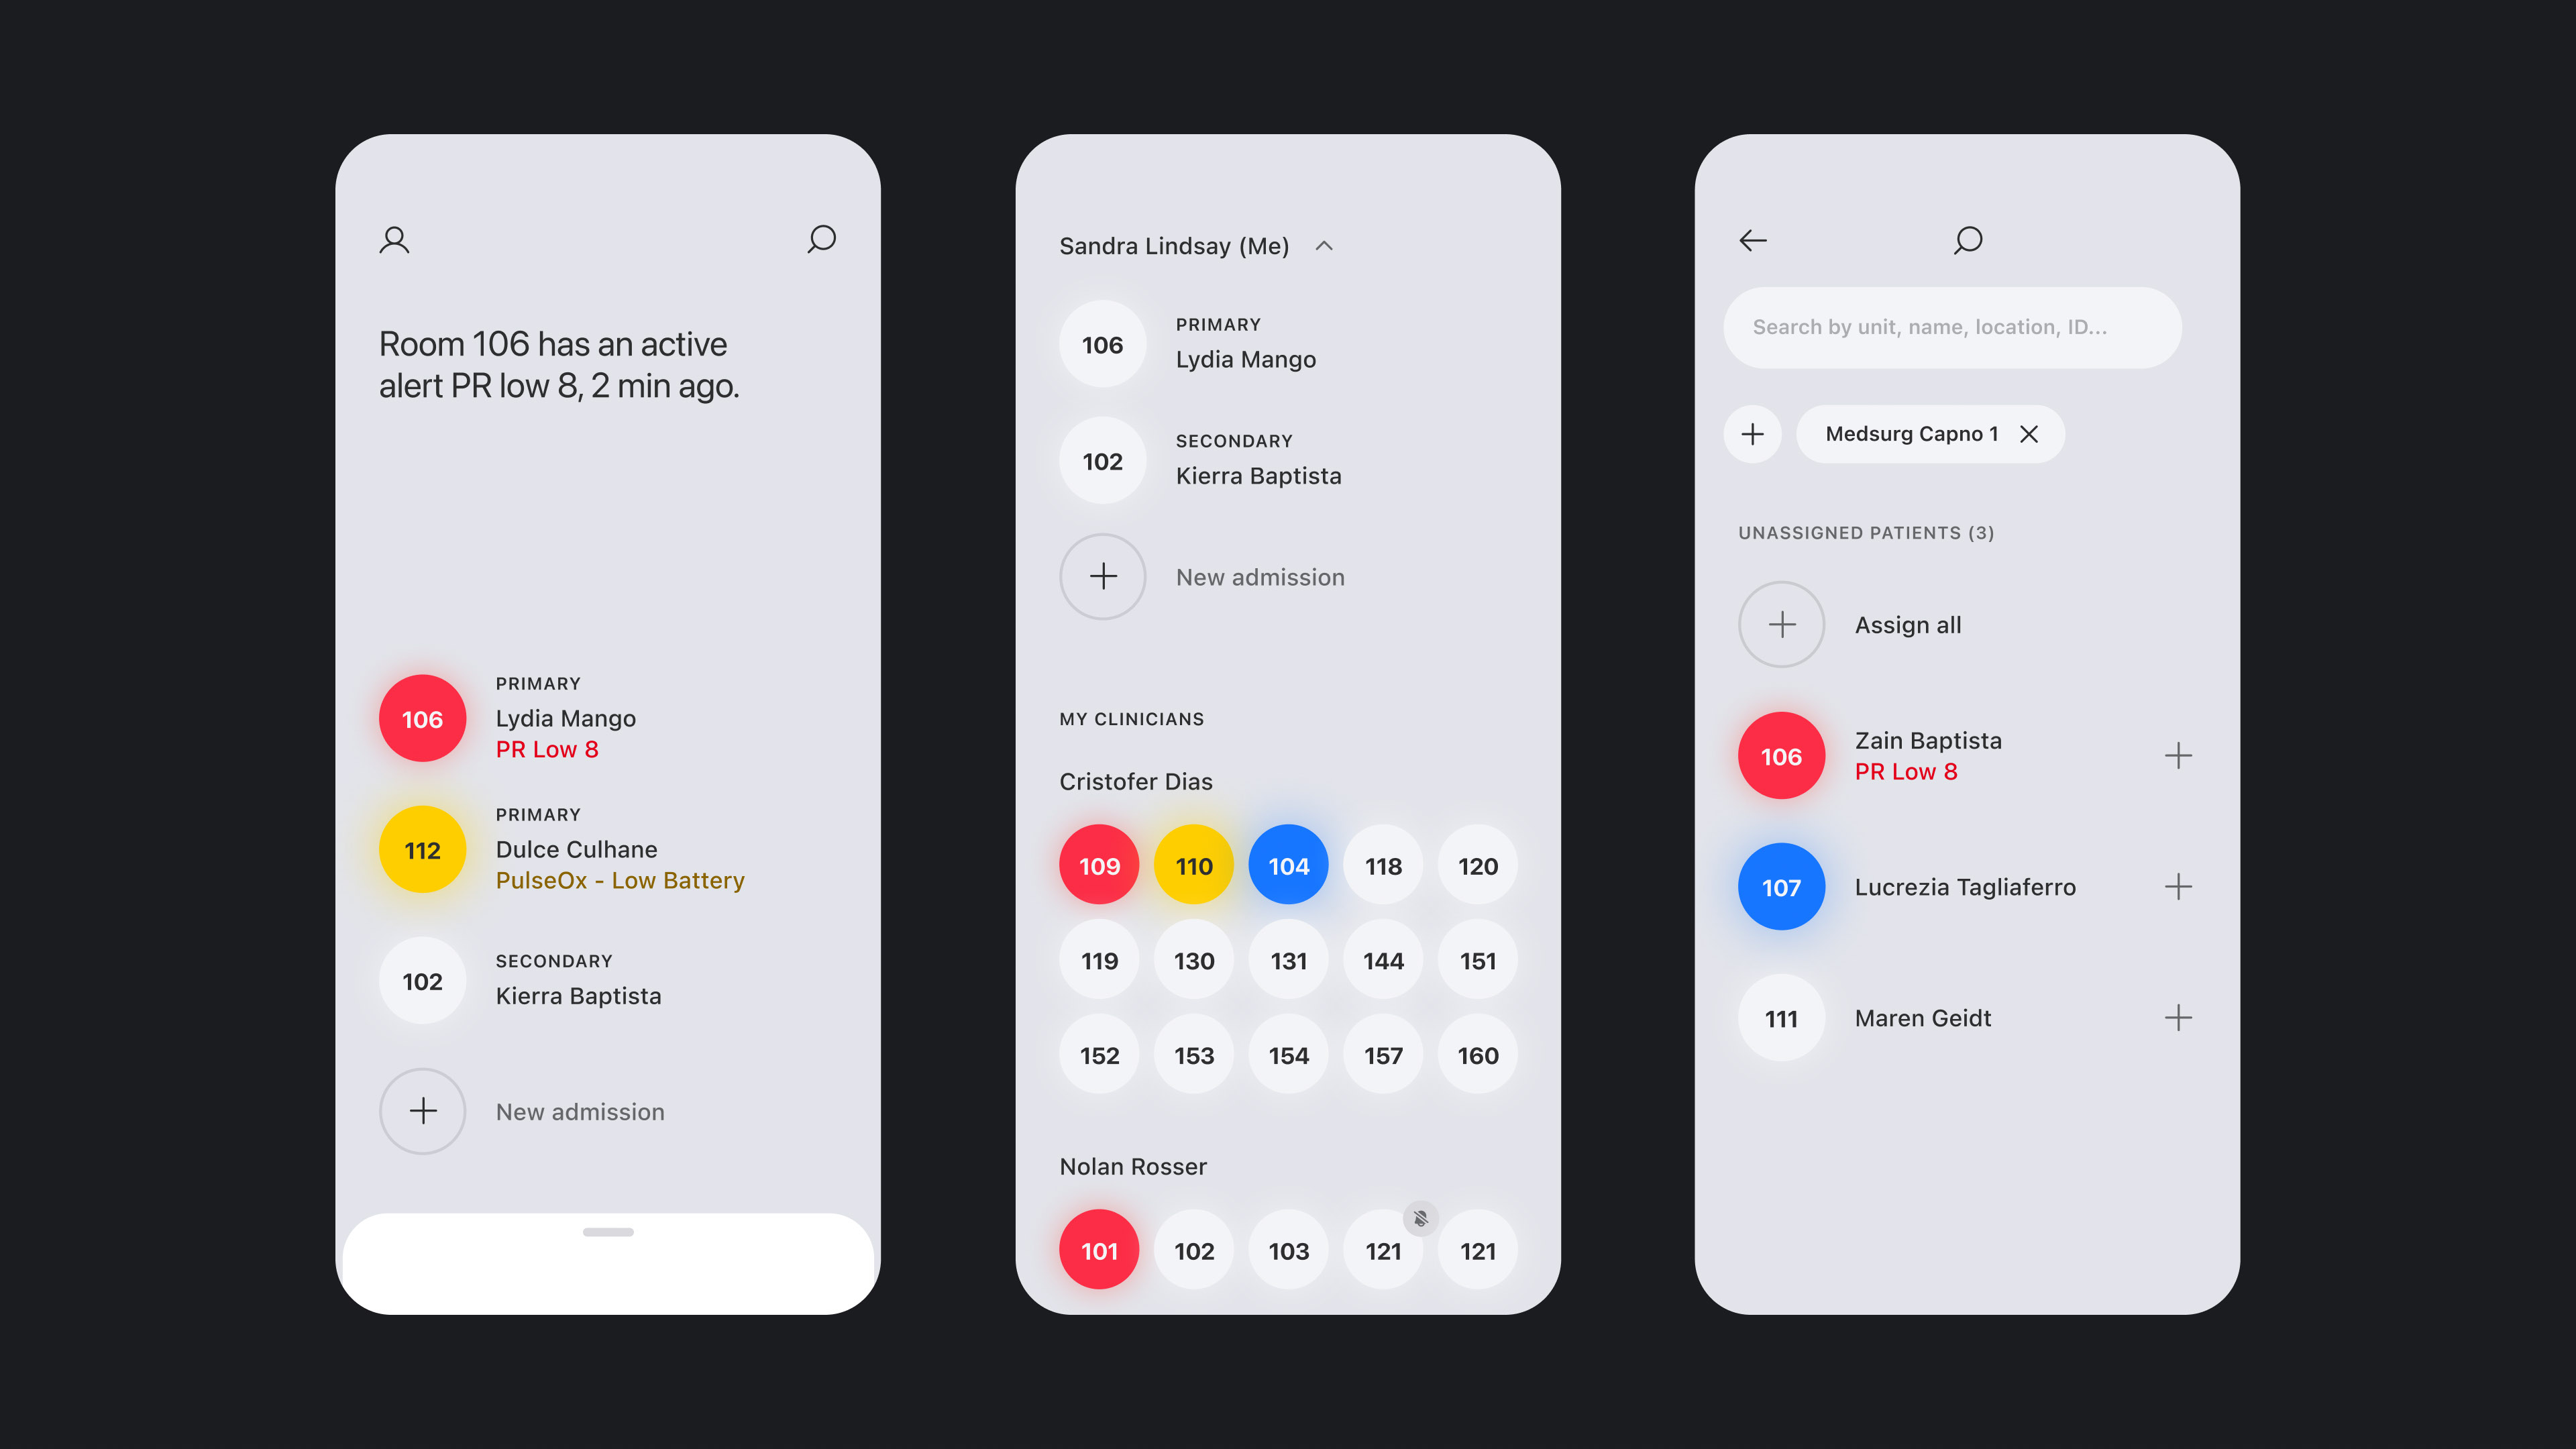 Room 106 has an active
alert PR low 8, 2 min ago.
106
PRIMARY
Lydia Mango
PR Low 8
112
PRIMARY
Dulce Culhane
PulseOx - Low Battery
102
SECONDARY
Kierra Baptista
New admission
Sandra Lindsay (Me)
106
PRIMARY
Lydia Mango
102
SECONDARY
Kierra Baptista
New admission
MY CLINICIANS
Cristofer Dias
109 110 104 118 120
119 130 131 144 151
152 153 154 157 160
Nolan Rosser
101 102 103 121 121
Search by unit, name, location, ID...
Medsurg Capno 1
UNASSIGNED PATIENTS (3)
Assign all
106
Zain Baptista
PR Low 8
107
Lucrezia Tagliaferro
111
Maren Geidt